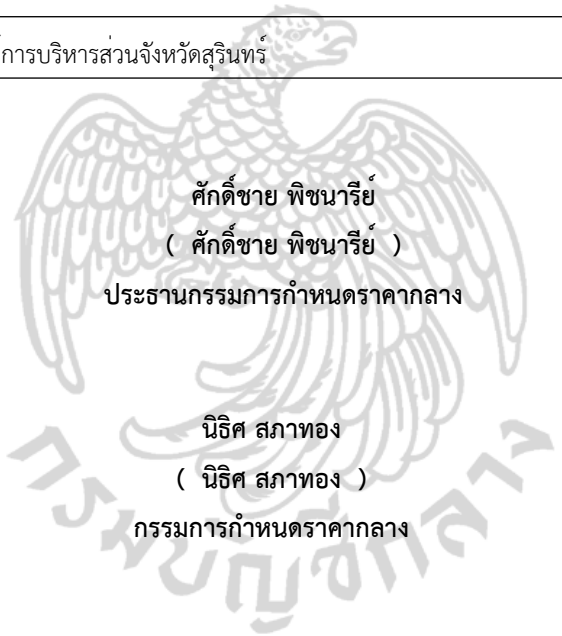 การบริหารส่วนจังหวัดสุรินทร์
ศักดิ์ชาย พิชนารีย์
( ศักดิ์ชาย พิชนารีย์ )
ประธานกรรมการกำหนดราคากลาง
นิธิศ สภาทอง
( นิธิศ สภาทอง )
กรรมการกำหนดราคากลาง
กรมบัญชีกลาง